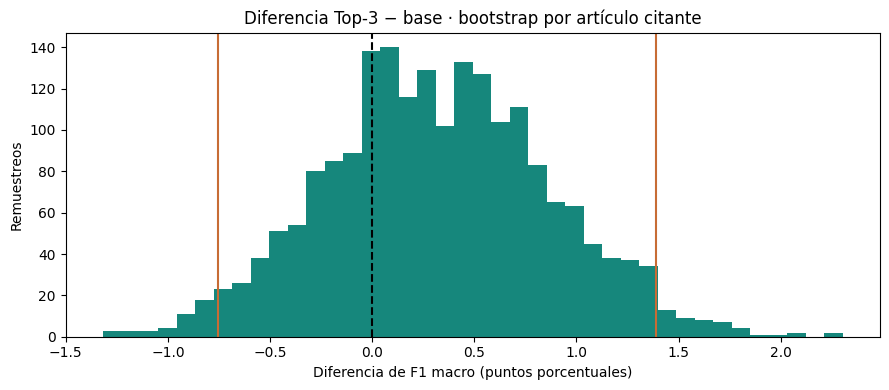 Diferencia Top-3 − base · bootstrap por artículo citante
Remuestreos
140
120
100
80
60
40
20
0
−1.5 −1.0 −0.5 0.0 0.5 1.0 1.5 2.0
Diferencia de F1 macro (puntos porcentuales)